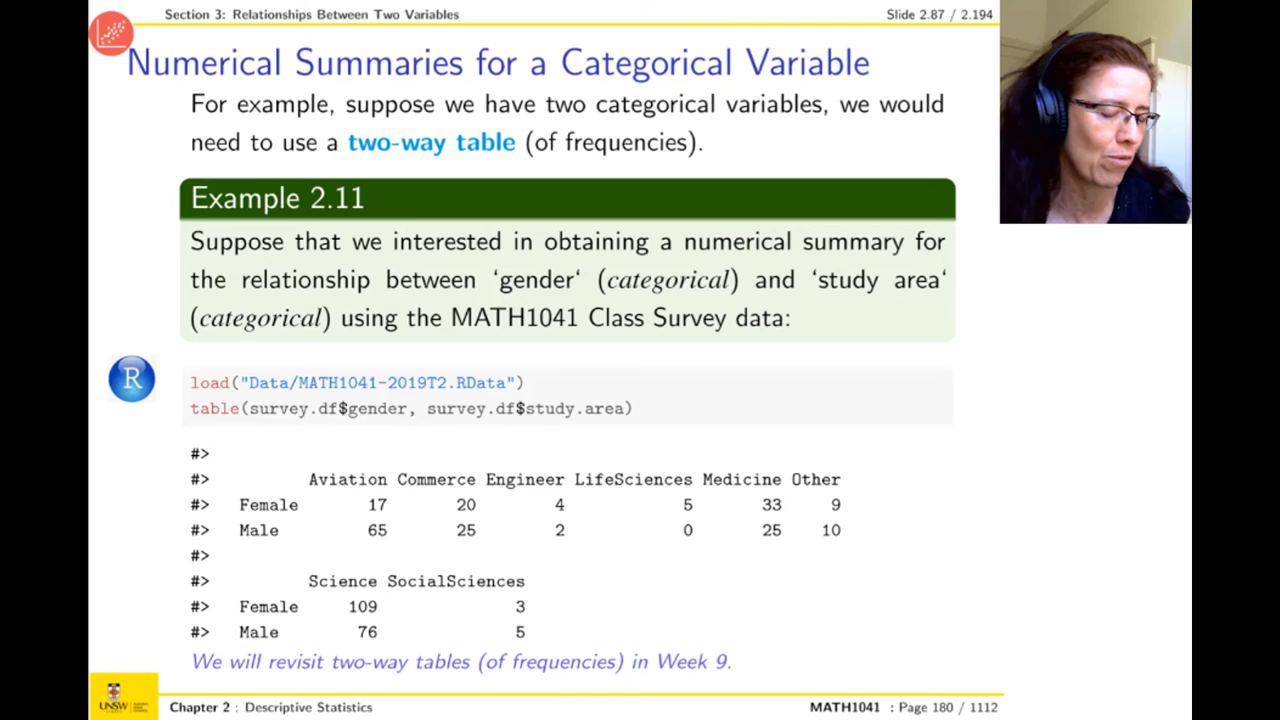 Section 3: Relationships Between Two Variables
Slide 2.87 / 2.194
Numerical Summaries for a Categorical Variable
For example, suppose we have two categorical variables, we would
need to use a two-way table (of frequencies).
Example 2.11
Suppose that we interested in obtaining a numerical summary for
the relationship between ‘gender‘ (categorical) and ‘study area‘
(categorical) using the MATH1041 Class Survey data:
R
load("Data/MATH1041-2019T2.RData")
table(survey.df$gender, survey.df$study.area)
#>
#> Aviation Commerce Engineer LifeSciences Medicine Other
#> Female 17 20 4 5 33 9
#> Male 65 25 2 0 25 10
#>
#> Science SocialSciences
#> Female 109 3
#> Male 76 5
We will revisit two-way tables (of frequencies) in Week 9.
UNSW
Chapter 2 : Descriptive Statistics
MATH1041 : Page 180 / 1112